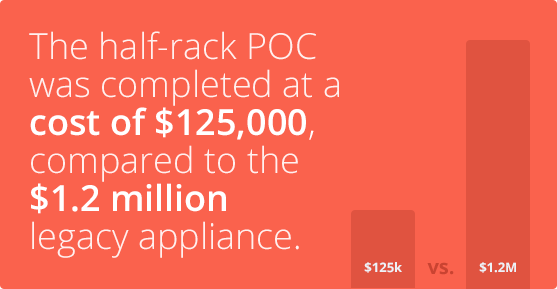 The half-rack POC
was completed at a
cost of $125,000,
compared to the
$1.2 million
legacy appliance.
$125k vs. $1.2M